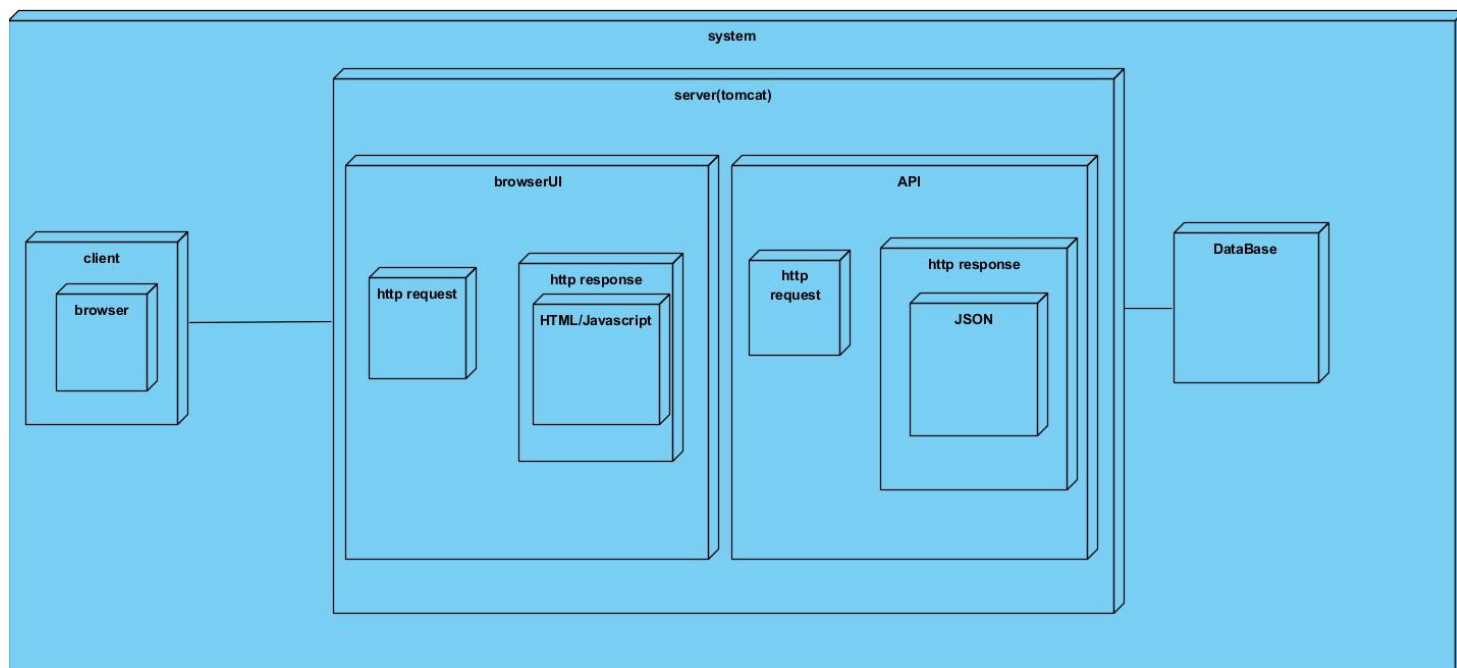 system
server(tomcat)
browserUI
API
client
browser
http request
http response
HTML/Javascript
http
request
http response
JSON
DataBase